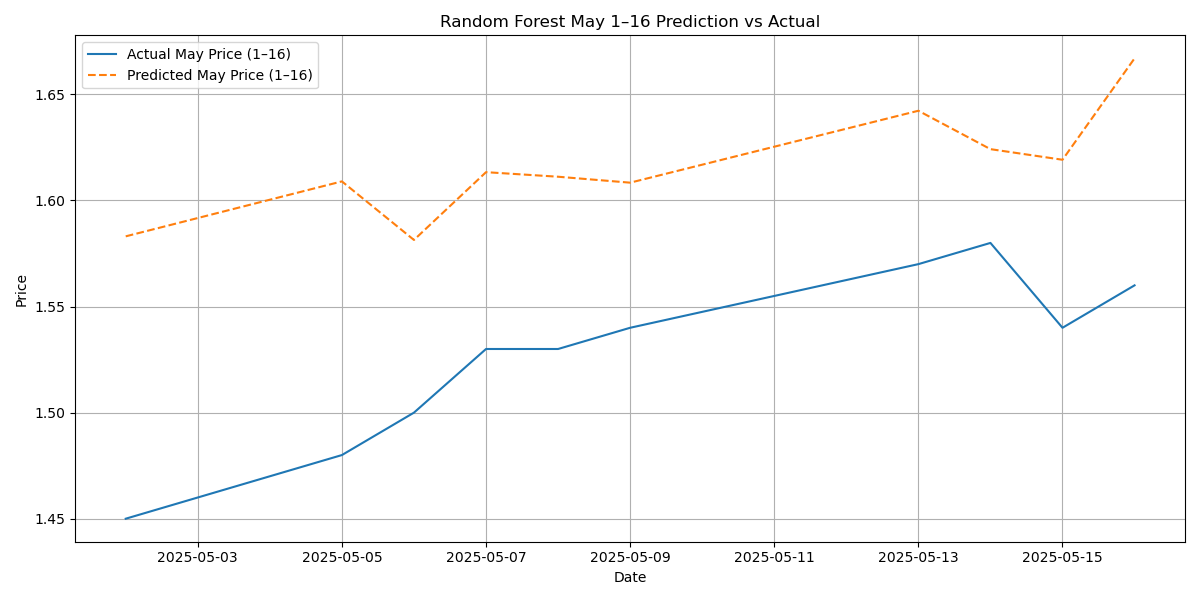 Random Forest May 1–16 Prediction vs Actual
Actual May Price (1–16)
Predicted May Price (1–16)
Price
1.65
1.60
1.55
1.50
1.45
2025-05-03 2025-05-05 2025-05-07 2025-05-09 2025-05-11 2025-05-13 2025-05-15
Date